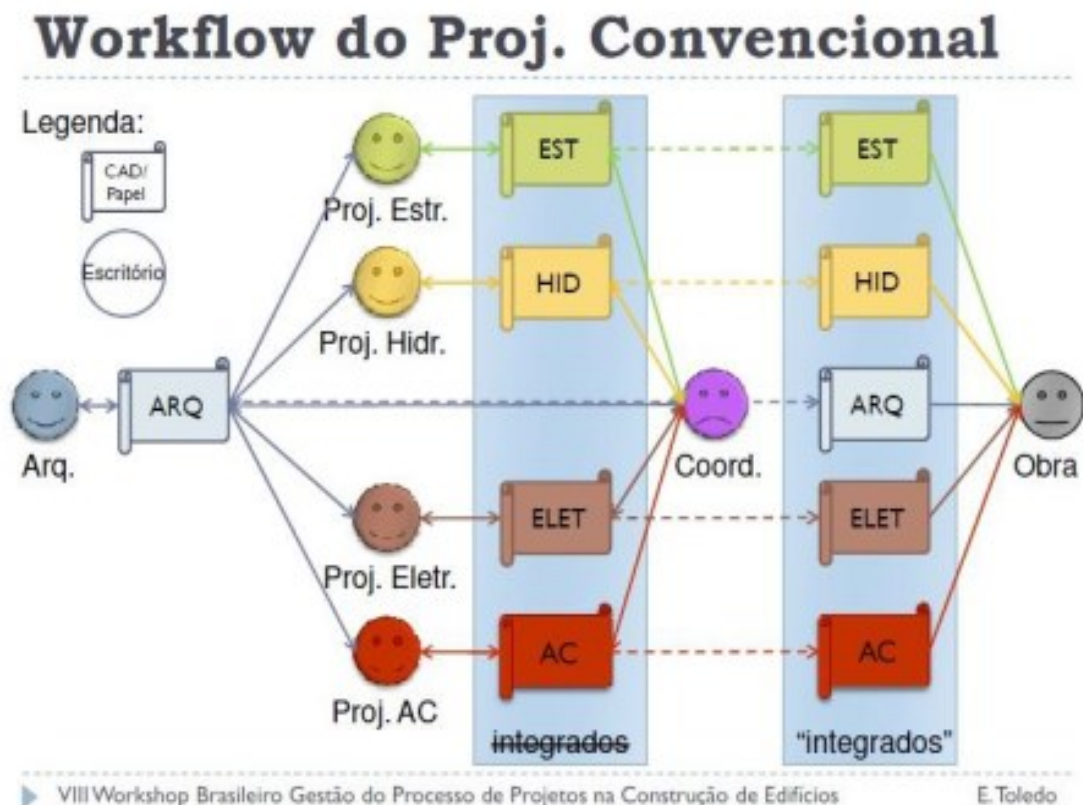 Workflow do Proj. Convencional
Legenda:
CAD/
Papel
Escritório
Arq.
ARQ
Proj. Estr.
Proj. Hidr.
Proj. Eletr.
Proj. AC
EST
HID
ELET
AC
integrados
Coord.
EST
HID
ARQ
ELET
AC
“integrados”
Obra
VIII Workshop Brasileiro Gestão do Processo de Projetos na Construção de Edifícios
E. Toledo